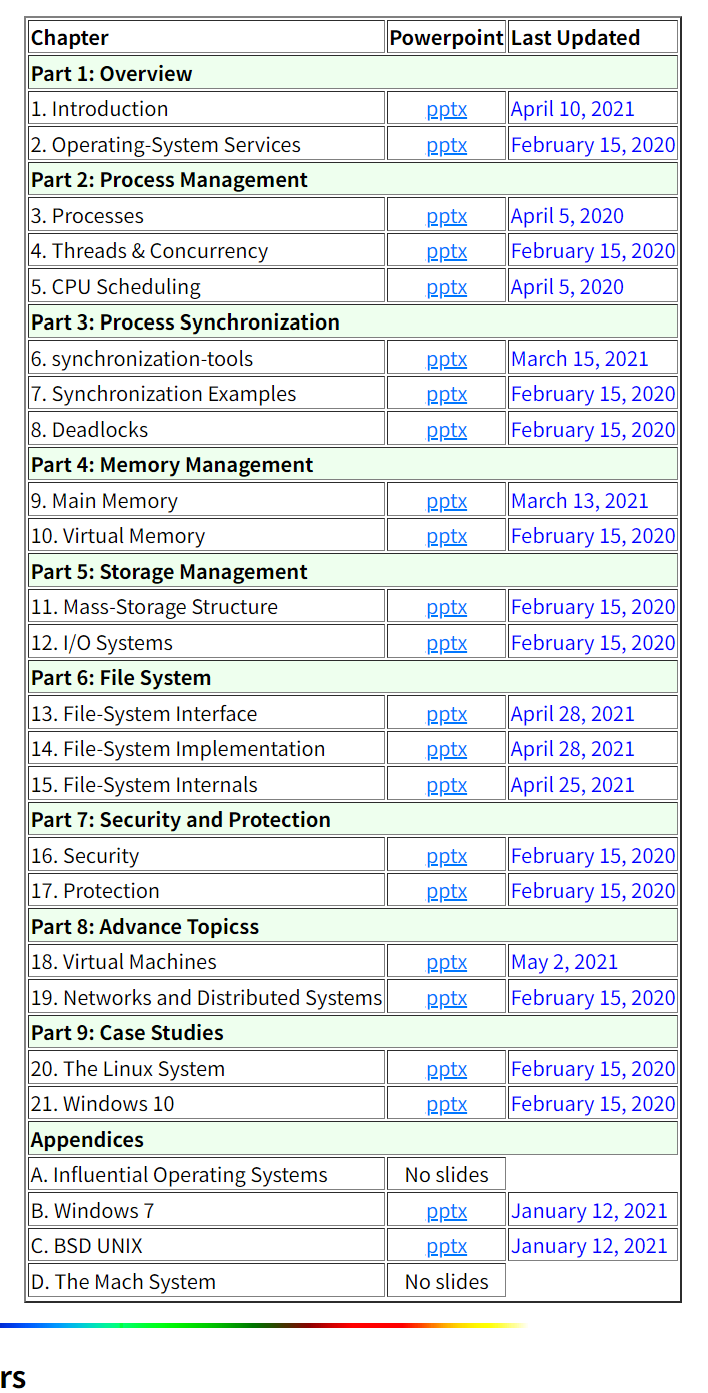 Chapter Powerpoint Last Updated
Part 1: Overview
1. Introduction pptx April 10, 2021
2. Operating-System Services pptx February 15, 2020
Part 2: Process Management
3. Processes pptx April 5, 2020
4. Threads & Concurrency pptx February 15, 2020
5. CPU Scheduling pptx April 5, 2020
Part 3: Process Synchronization
6. synchronization-tools pptx March 15, 2021
7. Synchronization Examples pptx February 15, 2020
8. Deadlocks pptx February 15, 2020
Part 4: Memory Management
9. Main Memory pptx March 13, 2021
10. Virtual Memory pptx February 15, 2020
Part 5: Storage Management
11. Mass-Storage Structure pptx February 15, 2020
12. I/O Systems pptx February 15, 2020
Part 6: File System
13. File-System Interface pptx April 28, 2021
14. File-System Implementation pptx April 28, 2021
15. File-System Internals pptx April 25, 2021
Part 7: Security and Protection
16. Security pptx February 15, 2020
17. Protection pptx February 15, 2020
Part 8: Advance Topicss
18. Virtual Machines pptx May 2, 2021
19. Networks and Distributed Systems pptx February 15, 2020
Part 9: Case Studies
20. The Linux System pptx February 15, 2020
21. Windows 10 pptx February 15, 2020
Appendices
A. Influential Operating Systems No slides
B. Windows 7 pptx January 12, 2021
C. BSD UNIX pptx January 12, 2021
D. The Mach System No slides
rs